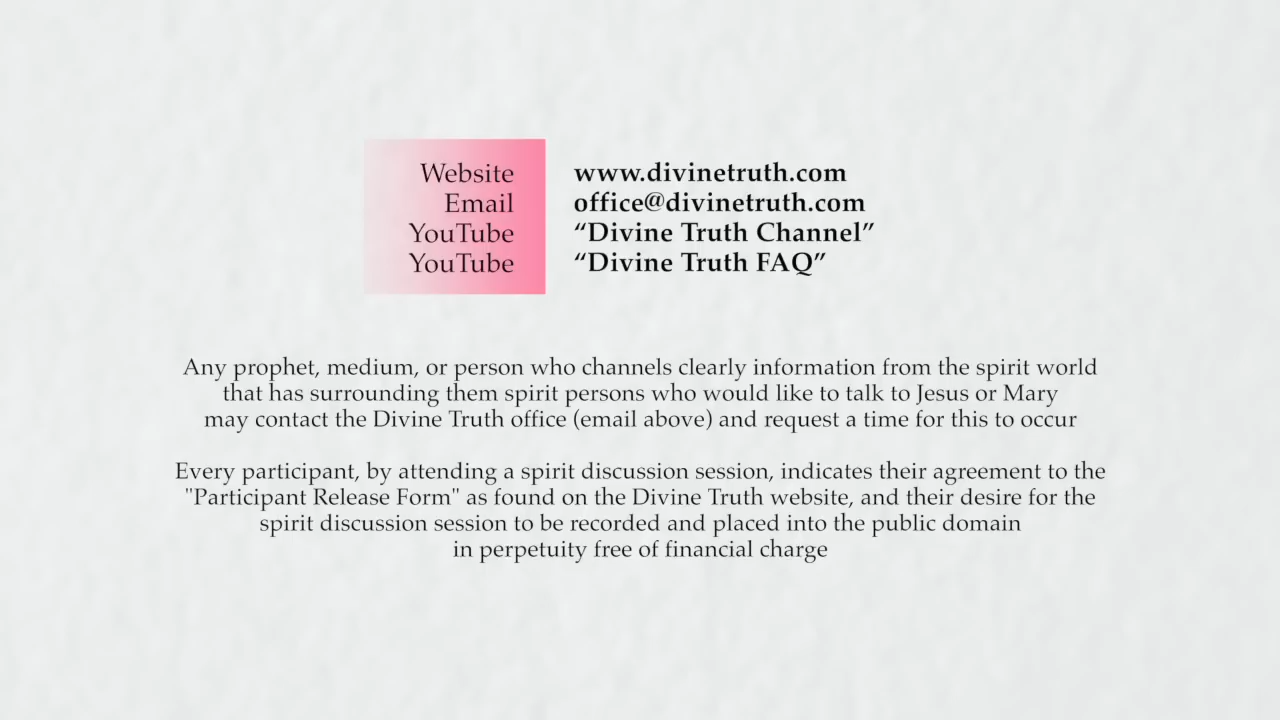 Website www.divinetruth.com
Email office@divinetruth.com
YouTube “Divine Truth Channel”
YouTube “Divine Truth FAQ”
Any prophet, medium, or person who channels clearly information from the spirit world
that has surrounding them spirit persons who would like to talk to Jesus or Mary
may contact the Divine Truth office (email above) and request a time for this to occur
Every participant, by attending a spirit discussion session, indicates their agreement to the
"Participant Release Form" as found on the Divine Truth website, and their desire for the
spirit discussion session to be recorded and placed into the public domain
in perpetuity free of financial charge